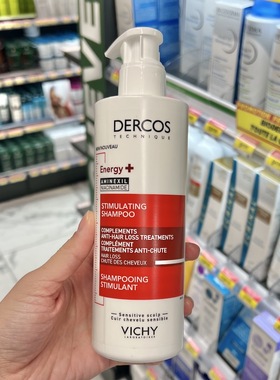 DERCOS
TECHNIQUE
NOUVEAU
Energy+
AMINEXIL
NIACINAMIDE
STIMULATING
SHAMPOO
COMPLEMENTS
ANTI-HAIR LOSS TREATMENTS
COMPLÉMENT
TRAITEMENTS ANTI-CHUTE
HAIR LOSS
CHUTE DES CHEVEUX
SHAMPOOING
STIMULANT
Sensitive scalp
Cuir chevelu sensible
VICHY
LABORATOIRES